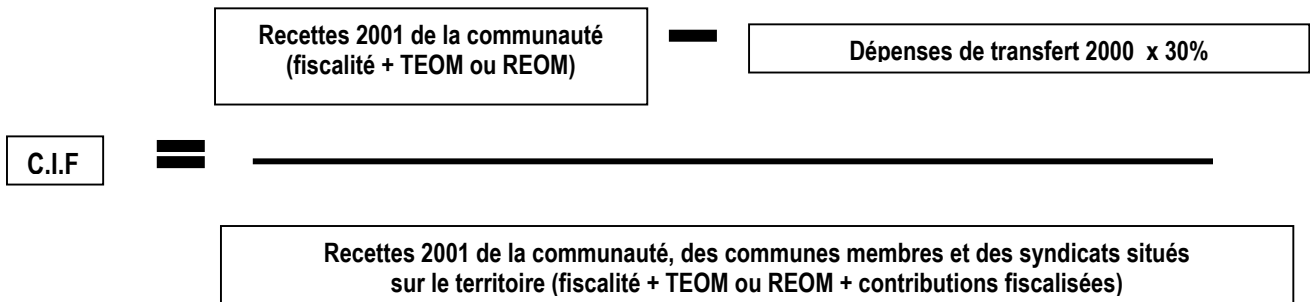 Recettes 2001 de la communauté
(fiscalité + TEOM ou REOM)
Dépenses de transfert 2000 x 30%
C.I.F
Recettes 2001 de la communauté, des communes membres et des syndicats situés
sur le territoire (fiscalité + TEOM ou REOM + contributions fiscalisées)